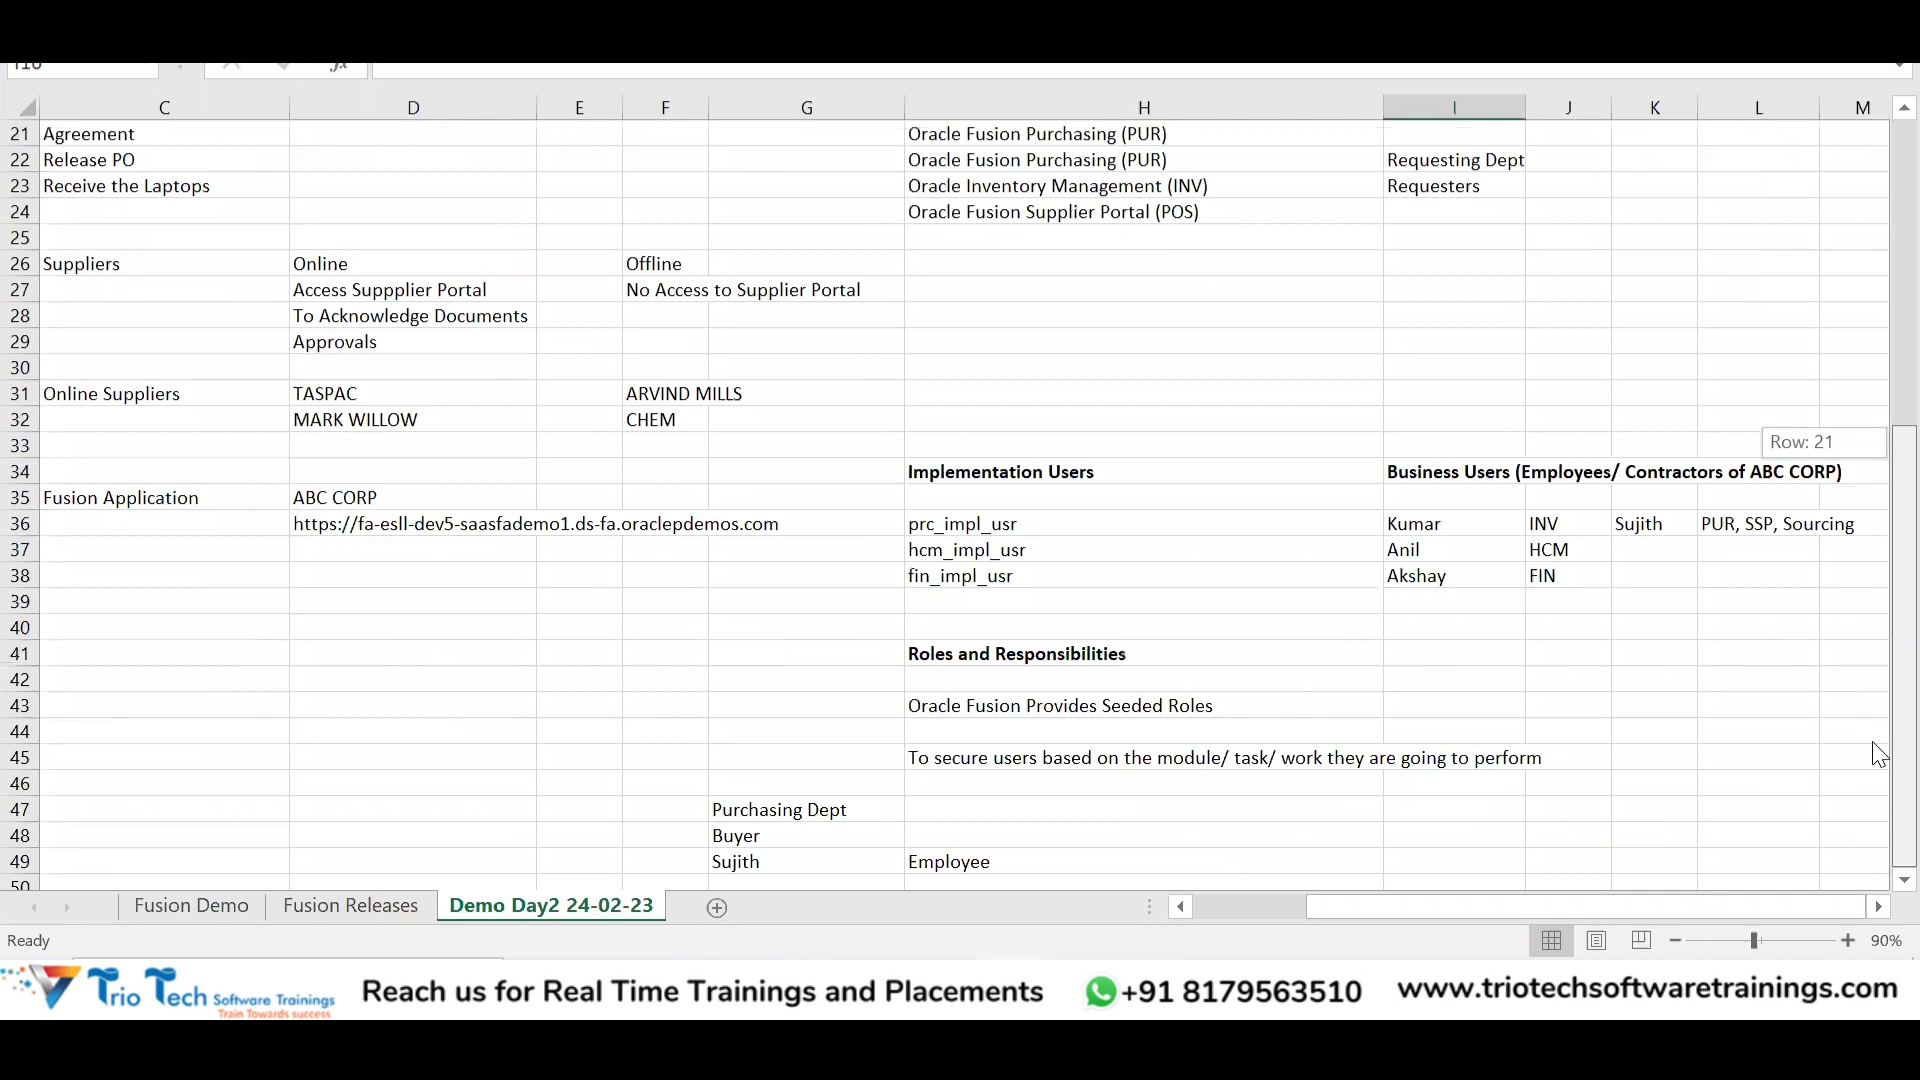 C D E F G H I J K L M
21 Agreement Oracle Fusion Purchasing (PUR)
22 Release PO Oracle Fusion Purchasing (PUR) Requesting Dept
23 Receive the Laptops Oracle Inventory Management (INV) Requesters
24 Oracle Fusion Supplier Portal (POS)
25
26 Suppliers Online Offline
27 Access Suppplier Portal No Access to Supplier Portal
28 To Acknowledge Documents
29 Approvals
30
31 Online Suppliers TASPAC ARVIND MILLS
32 MARK WILLOW CHEM
33 Row: 21
34 Implementation Users Business Users (Employees/ Contractors of ABC CORP)
35 Fusion Application ABC CORP
36 https://fa-esll-dev5-saasfademo1.ds-fa.oraclepdemos.com prc_impl_usr Kumar INV Sujith PUR, SSP, Sourcing
37 hcm_impl_usr Anil HCM
38 fin_impl_usr Akshay FIN
39
40
41 Roles and Responsibilities
42
43 Oracle Fusion Provides Seeded Roles
44
45 To secure users based on the module/ task/ work they are going to perform
46
47 Purchasing Dept
48 Buyer
49 Sujith Employee
50
Fusion Demo Fusion Releases Demo Day2 24-02-23
Ready 90%
Trio Tech Software Trainings
Train Towards success
Reach us for Real Time Trainings and Placements +91 8179563510 www.triotechsoftwaretrainings.com